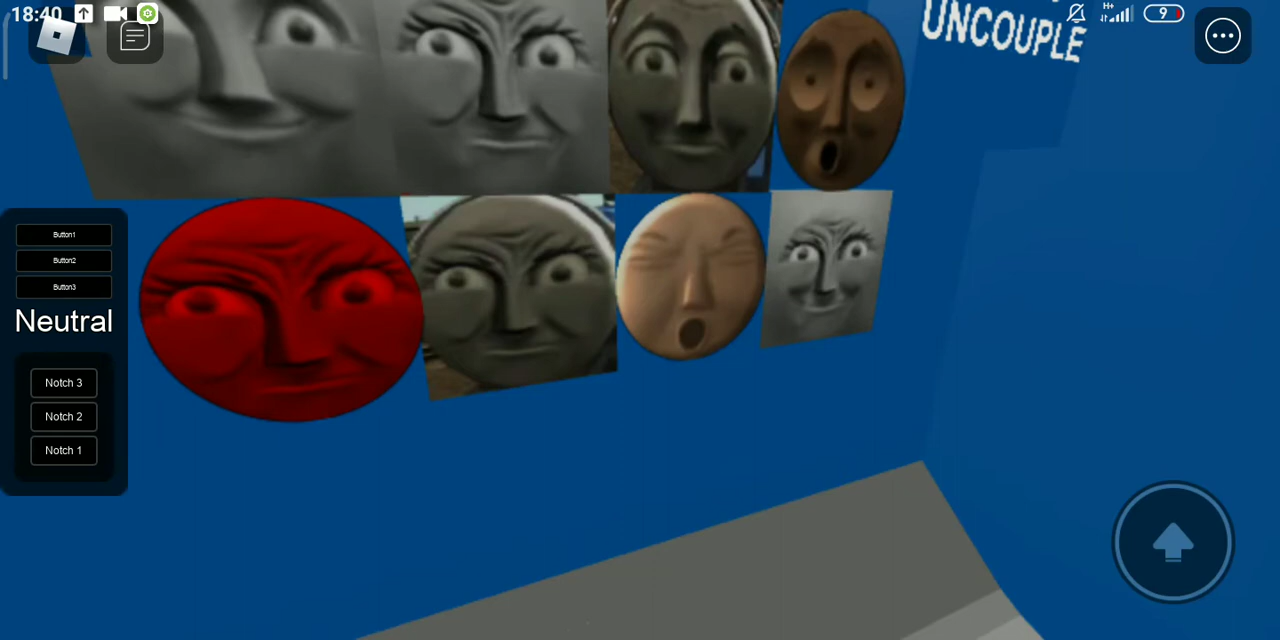 18:40
H+
9
UNCOUPLE
Button1
Button2
Button3
Neutral
Notch 3
Notch 2
Notch 1